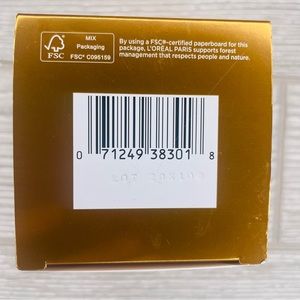 MIX
Packaging
FSC
FSC® C095159
By using a FSC®-certified paperboard for this
package, L'ORÉAL PARIS supports forest
management that respects people and nature.
0 71249 38301 8